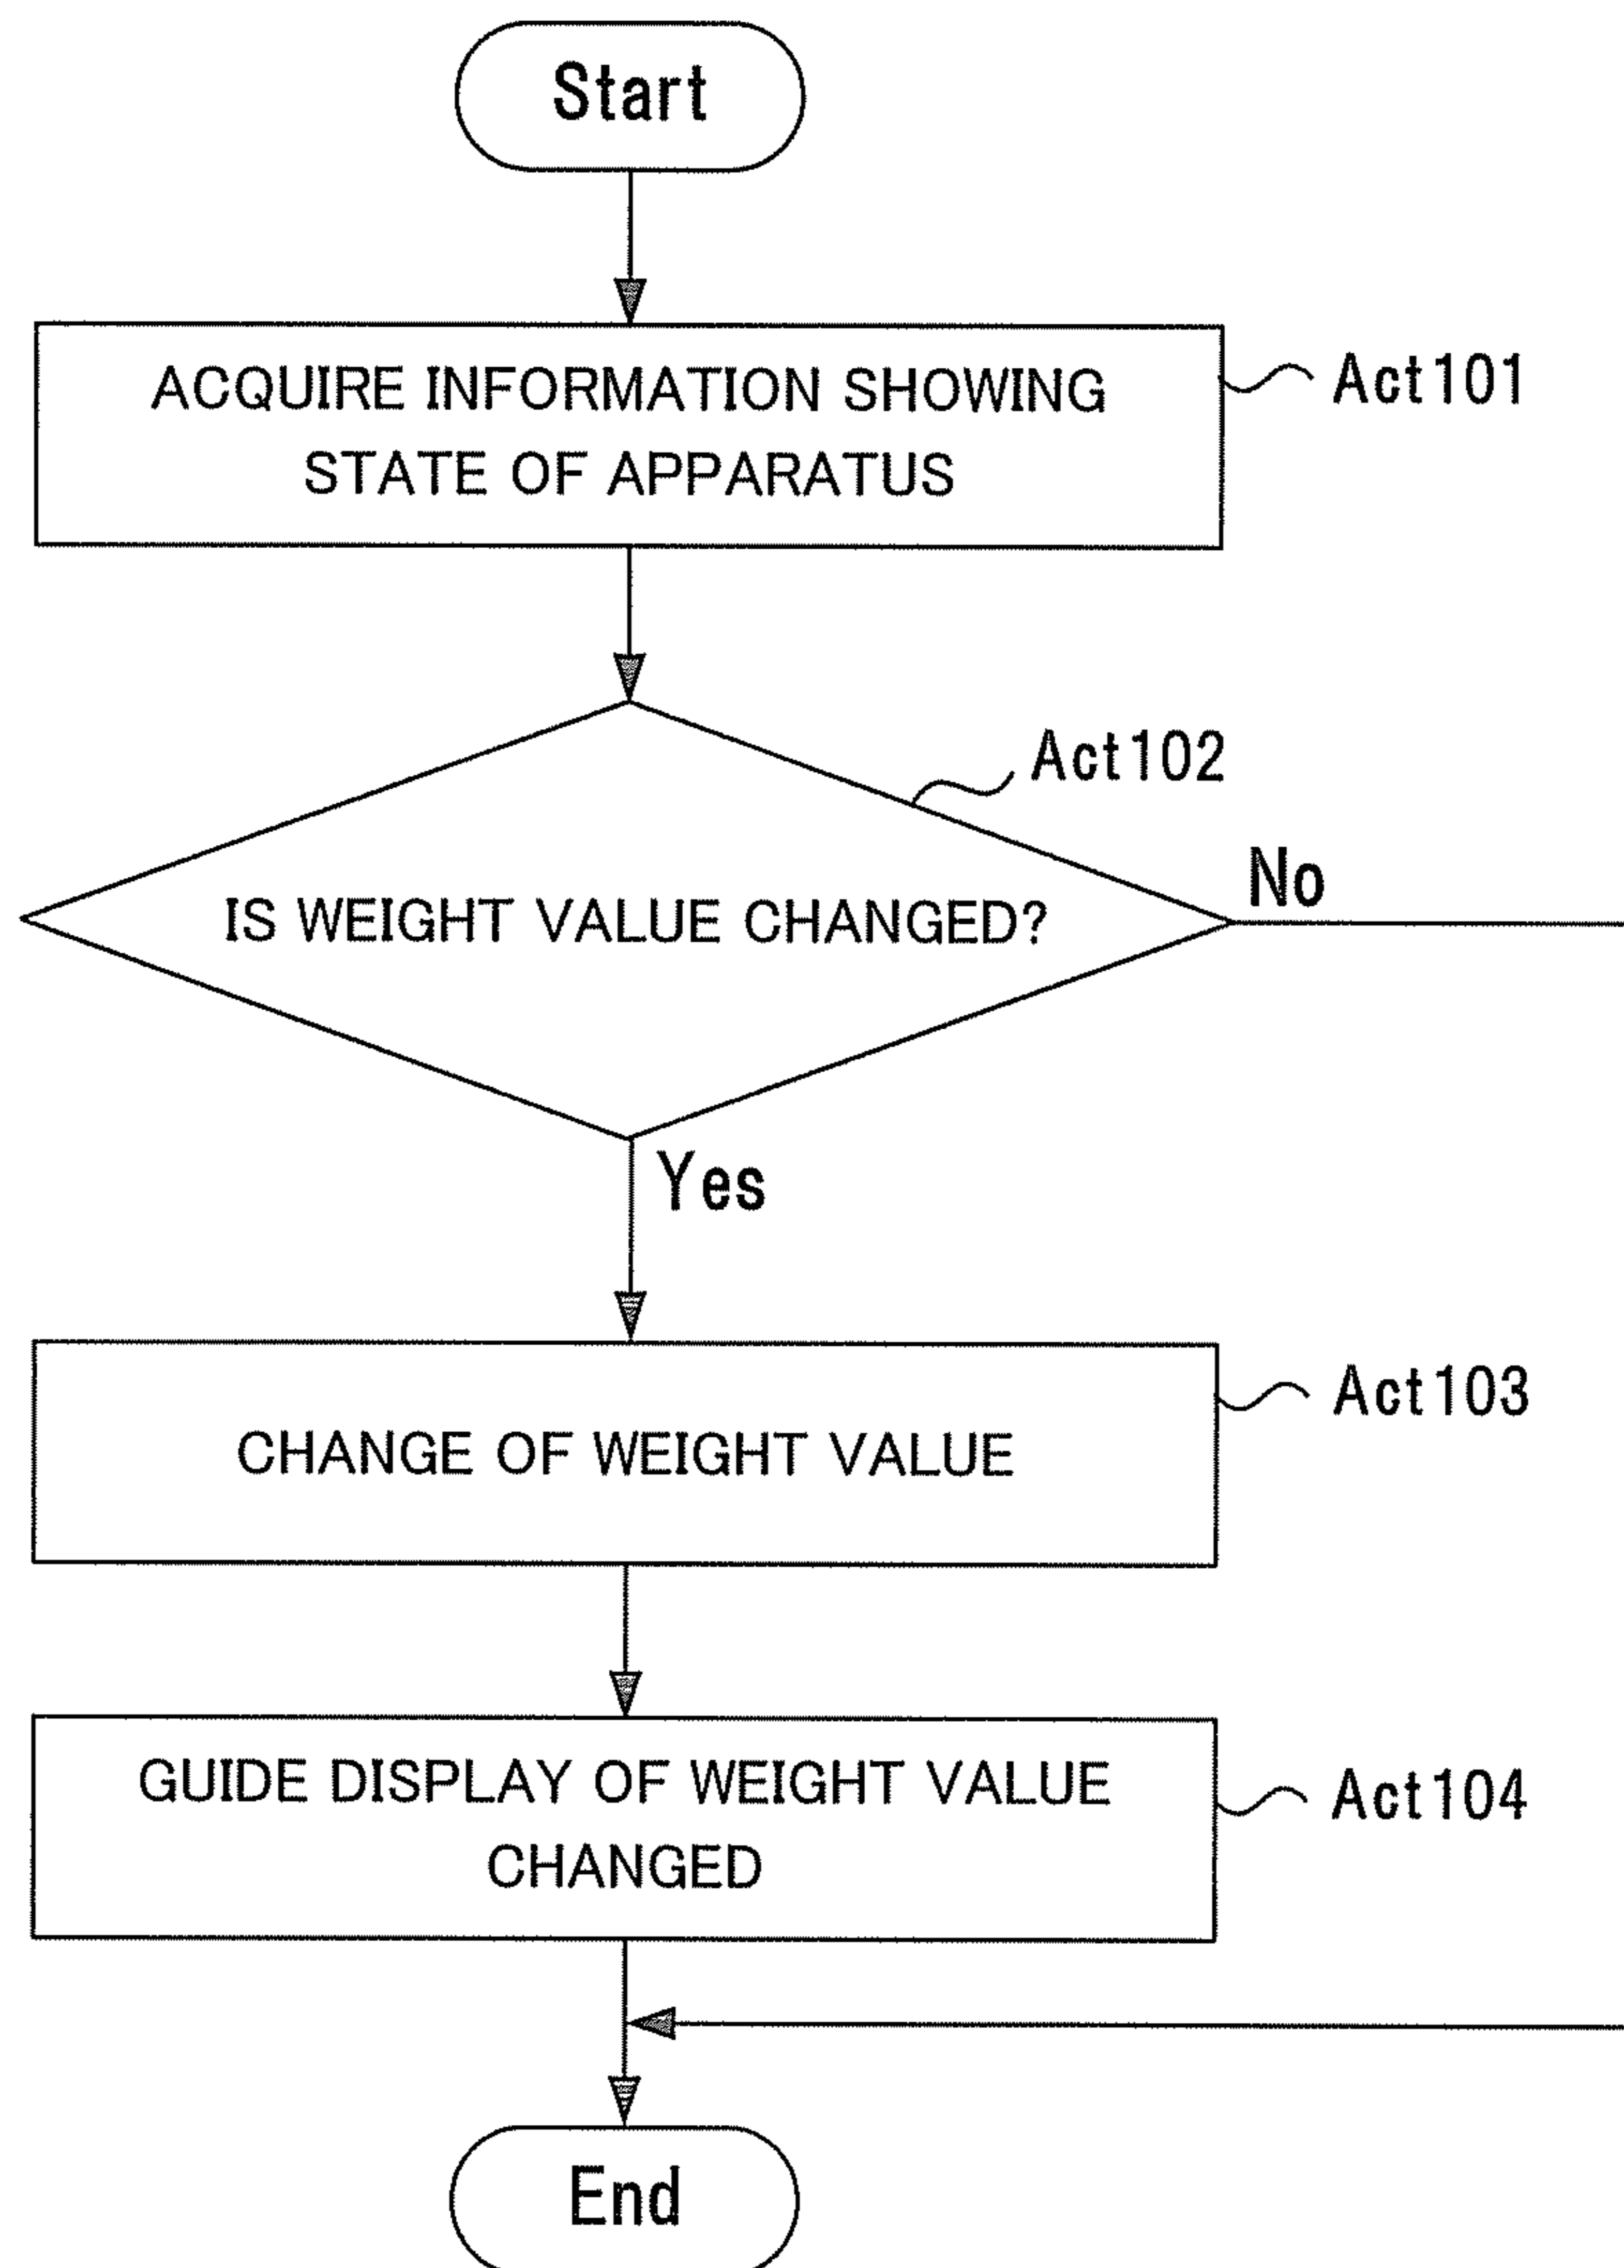 Start
ACQUIRE INFORMATION SHOWING
STATE OF APPARATUS
Act101
Act102
IS WEIGHT VALUE CHANGED?
No
Yes
CHANGE OF WEIGHT VALUE
Act103
GUIDE DISPLAY OF WEIGHT VALUE
CHANGED
Act104
End